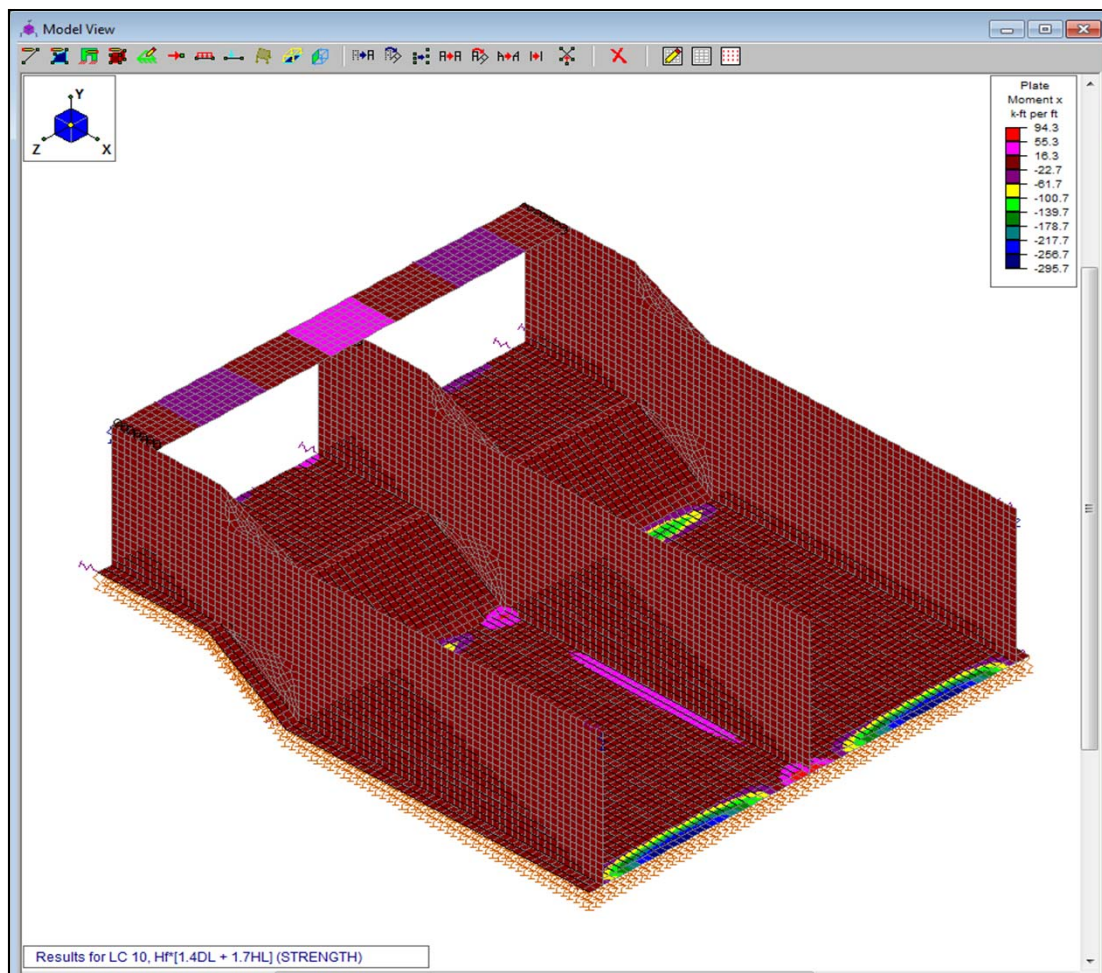 Model View
Y
Z
X
Plate
Moment x
k-ft per ft
94.3
55.3
16.3
-22.7
-61.7
-100.7
-139.7
-178.7
-217.7
-256.7
-295.7
Results for LC 10, Hf*[1.4DL + 1.7HL] (STRENGTH)